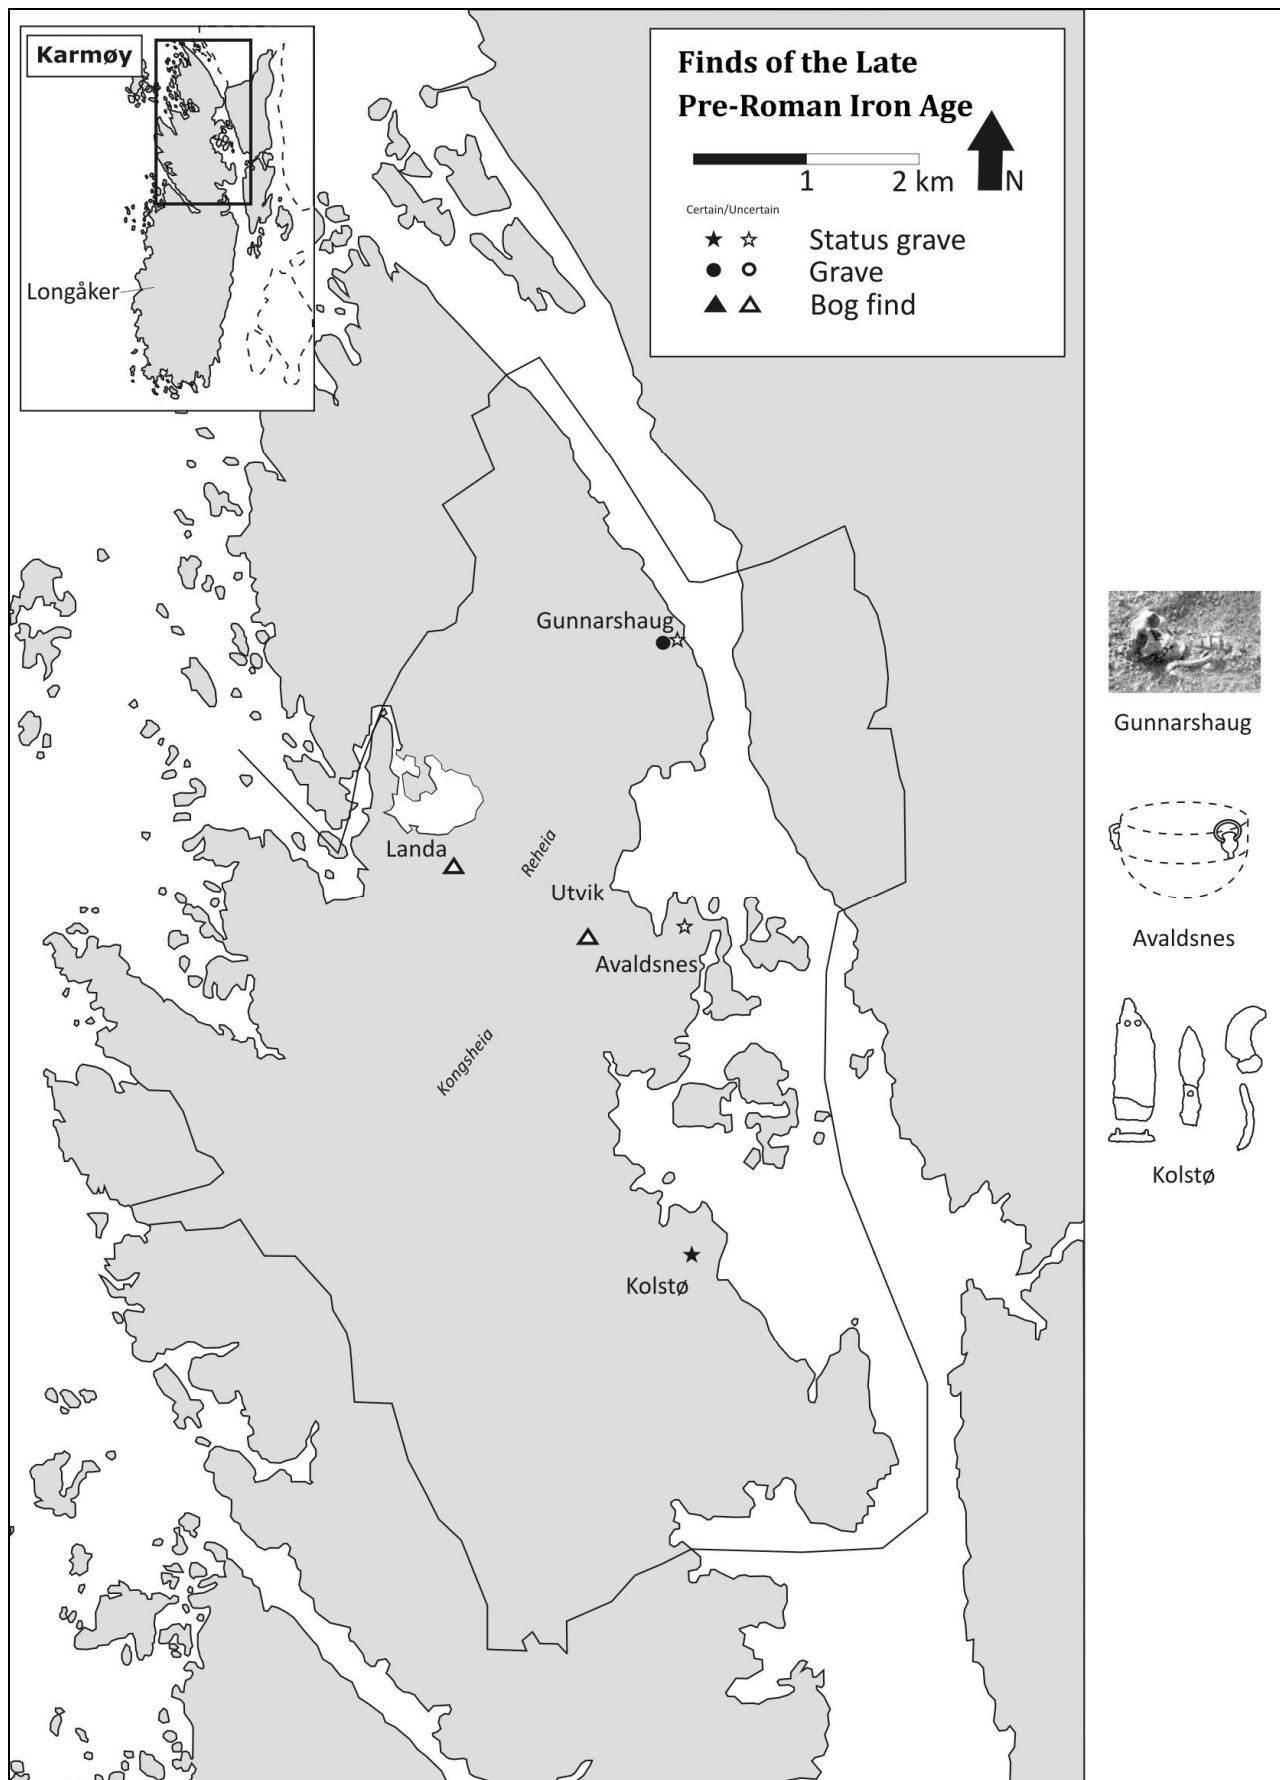 Karmøy
Longåker
Finds of the Late
Pre-Roman Iron Age
1 2 km N
Certain/Uncertain
Status grave
Grave
Bog find
Gunnarshaug
Landa
Reheia
Utvik
Avaldsnes
Kongsheia
Kolstø
Gunnarshaug
Avaldsnes
Kolstø